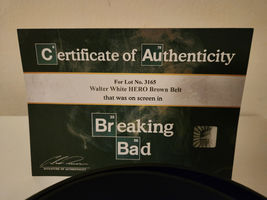 Certificate of Authenticity
For Lot No. 3165
Walter White HERO Brown Belt
that was on screen in
Breaking
Bad